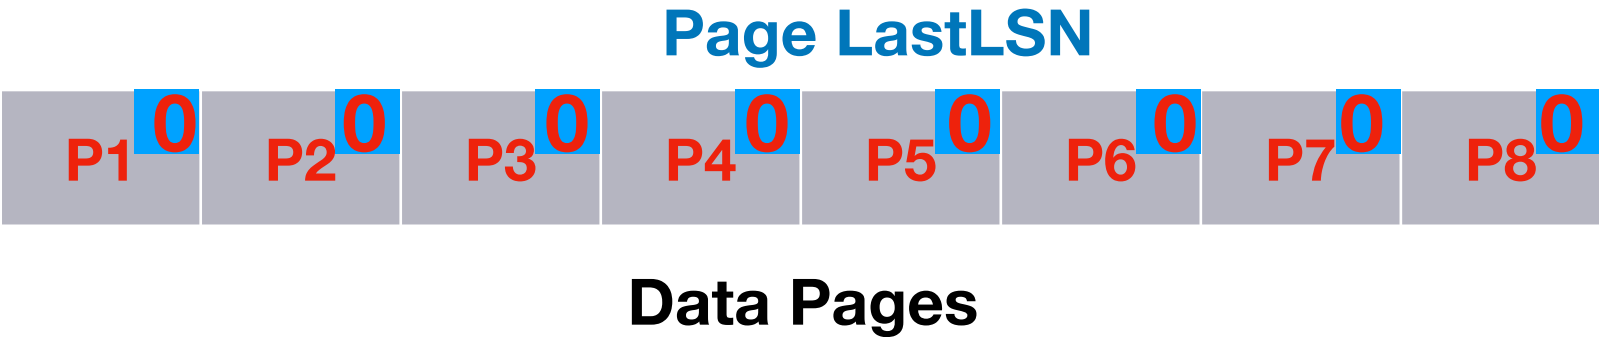 Page LastLSN
P1 0 P2 0 P3 0 P4 0 P5 0 P6 0 P7 0 P8 0
Data Pages